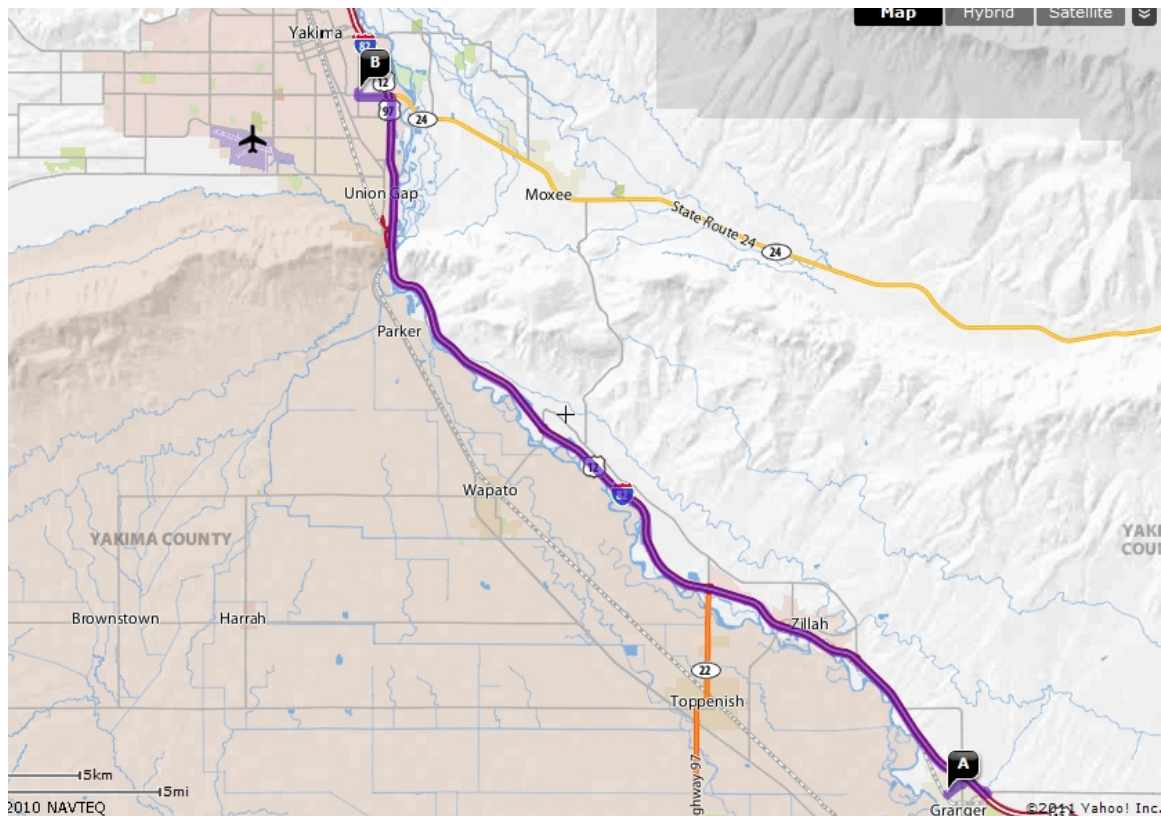 Map
Hybrid
Satellite
Yakima
82
B
12
97
24
Union Gap
Moxee
State Route 24
24
Parker
12
82
Wapato
YAKIMA COUNTY
YAKI
COUI
Brownstown
Harrah
Zillah
22
Toppenish
A
5km
5mi
ghway 97
Granger
2010 NAVTEQ
©2011 Yahoo! Inc.